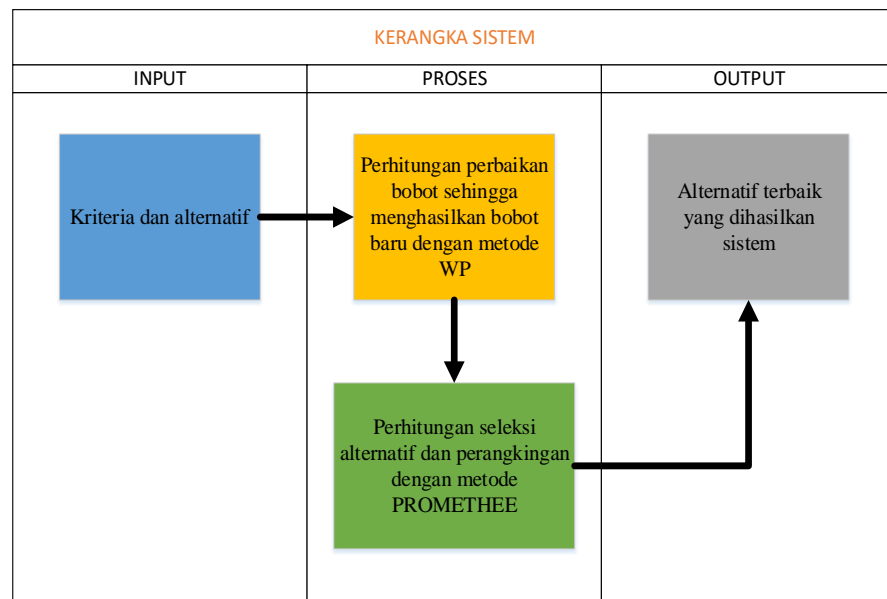 KERANGKA SISTEM
INPUT
PROSES
OUTPUT
Kriteria dan alternatif
Perhitungan perbaikan
bobot sehingga
menghasilkan bobot
baru dengan metode
WP
Alternatif terbaik
yang dihasilkan
sistem
Perhitungan seleksi
alternatif dan perangkingan
dengan metode
PROMETHEE